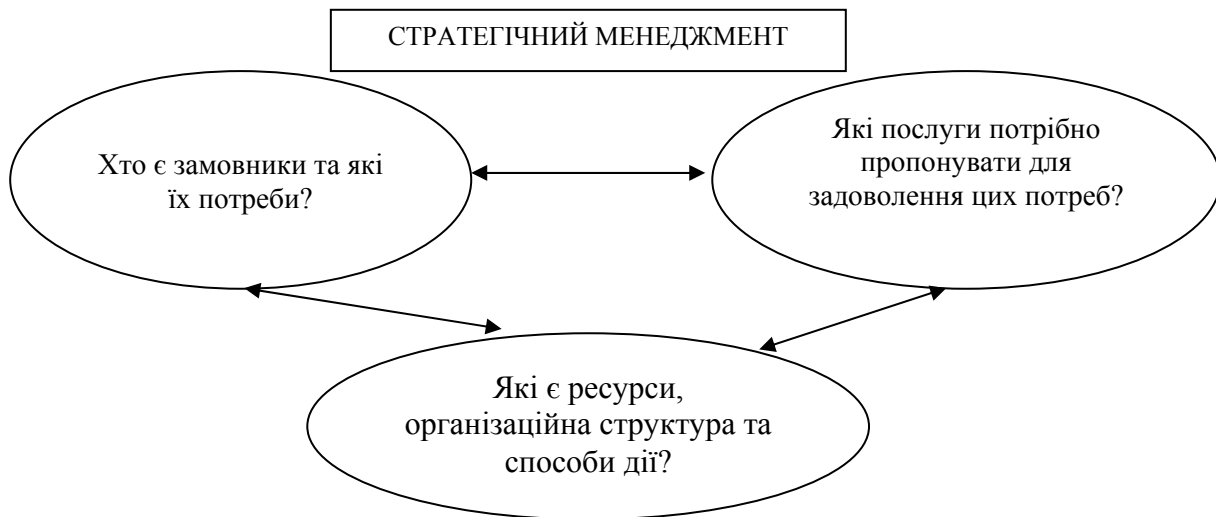 СТРАТЕГІЧНИЙ МЕНЕДЖМЕНТ
Хто є замовники та які
їх потреби?
Які послуги потрібно
пропонувати для
задоволення цих потреб?
Які є ресурси,
організаційна структура та
способи дії?